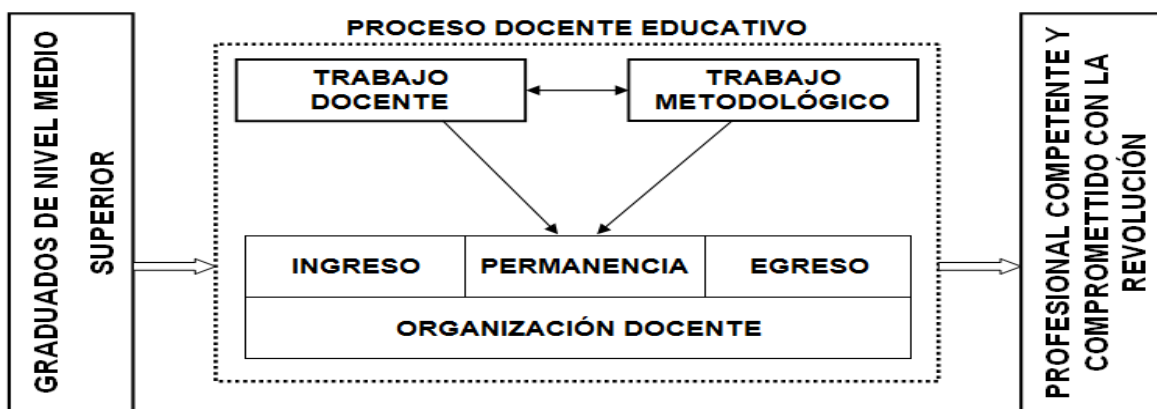 GRADUADOS DE NIVEL MEDIO
SUPERIOR
PROCESO DOCENTE EDUCATIVO
TRABAJO
DOCENTE
TRABAJO
METODOLÓGICO
INGRESO
PERMANENCIA
EGRESO
ORGANIZACIÓN DOCENTE
PROFESIONAL COMPETENTE Y
COMPROMETTIDO CON LA
REVOLUCIÓN